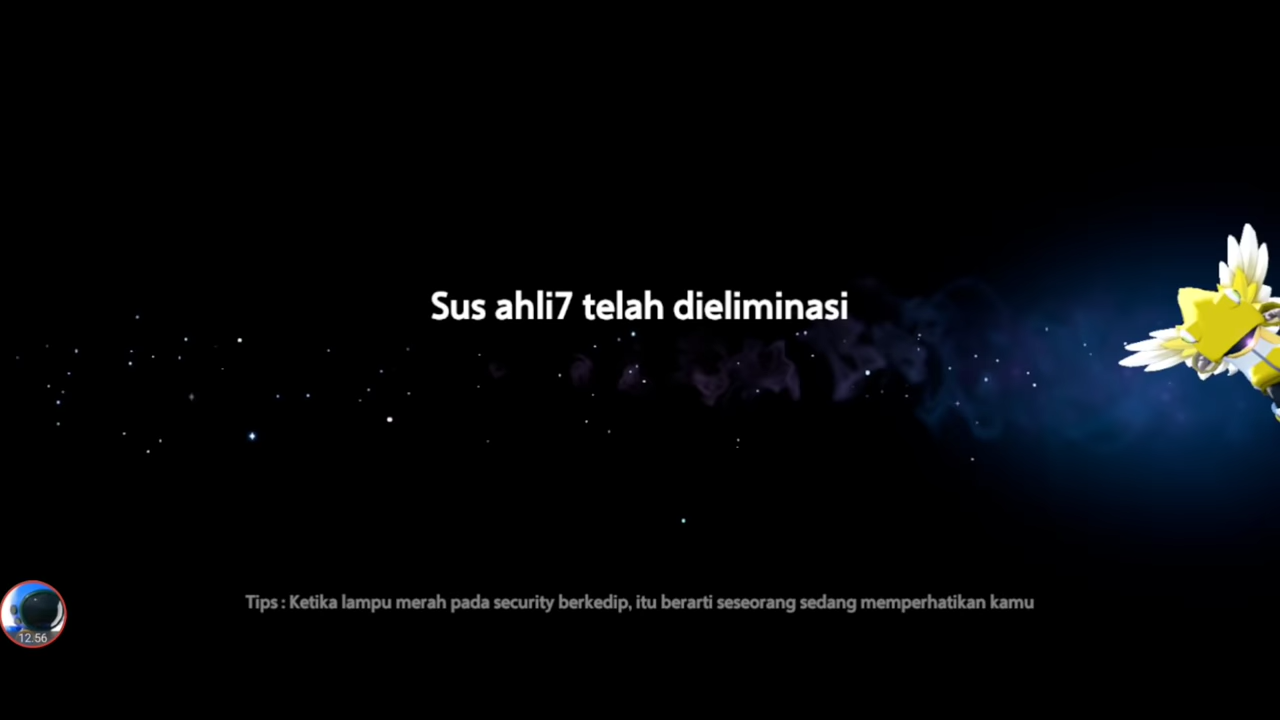 Sus ahli7 telah dieliminasi
Tips : Ketika lampu merah pada security berkedip, itu berarti seseorang sedang memperhatikan kamu
12.56